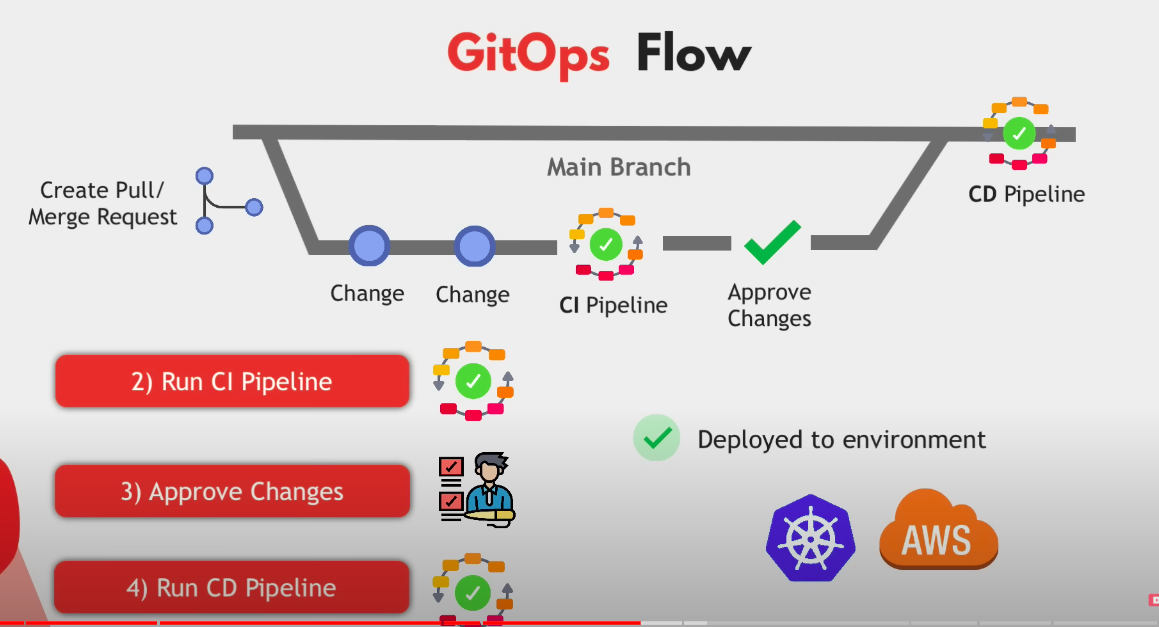 GitOps Flow
Main Branch
Create Pull/
Merge Request
CD Pipeline
Change
Change
CI Pipeline
Approve
Changes
2) Run CI Pipeline
3) Approve Changes
4) Run CD Pipeline
Deployed to environment
AWS